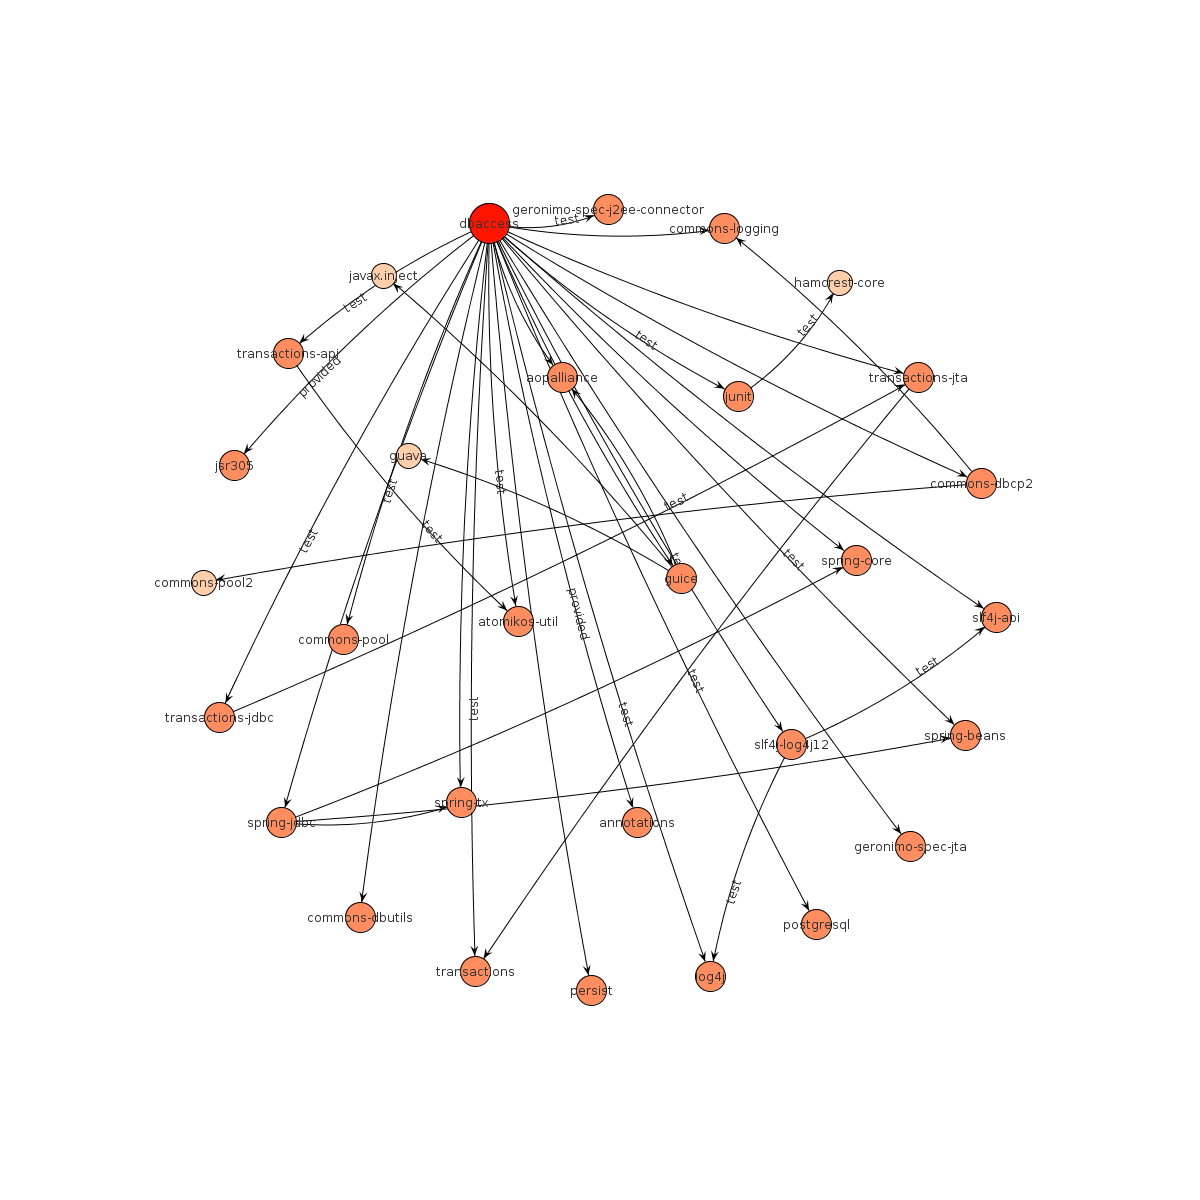 geronimo-spec-j2ee-connector
test
dbaccess
commons-logging
javax.inject
hamcrest-core
test
test
test
transactions-api
provided
aopalliance
transactions-jta
junit
guava
jsr305
test
test
commons-dbcp2
test
test
test
test
spring-core
commons-pool2
guice
provided
atomikos-util
slf4j-api
commons-pool
test
test
transactions-jdbc
test
test
slf4j-log4j12
spring-beans
spring-tx
spring-jdbc
annotations
geronimo-spec-jta
test
commons-dbutils
postgresql
transactions
log4j
persist